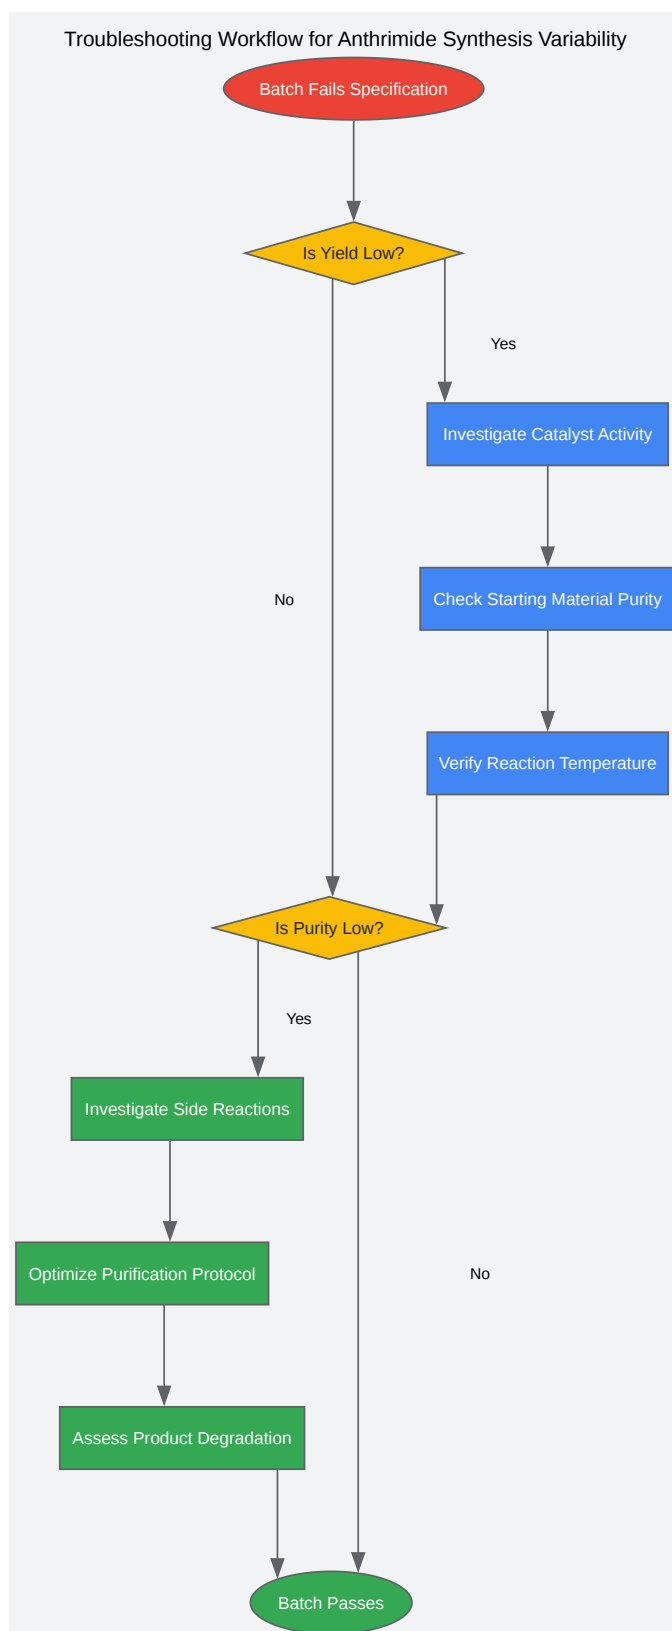 Troubleshooting Workflow for Anthrimide Synthesis Variability
Batch Fails Specification
Is Yield Low?
Yes
Investigate Catalyst Activity
No
Check Starting Material Purity
Verify Reaction Temperature
Is Purity Low?
Yes
Investigate Side Reactions
Optimize Purification Protocol
No
Assess Product Degradation
Batch Passes